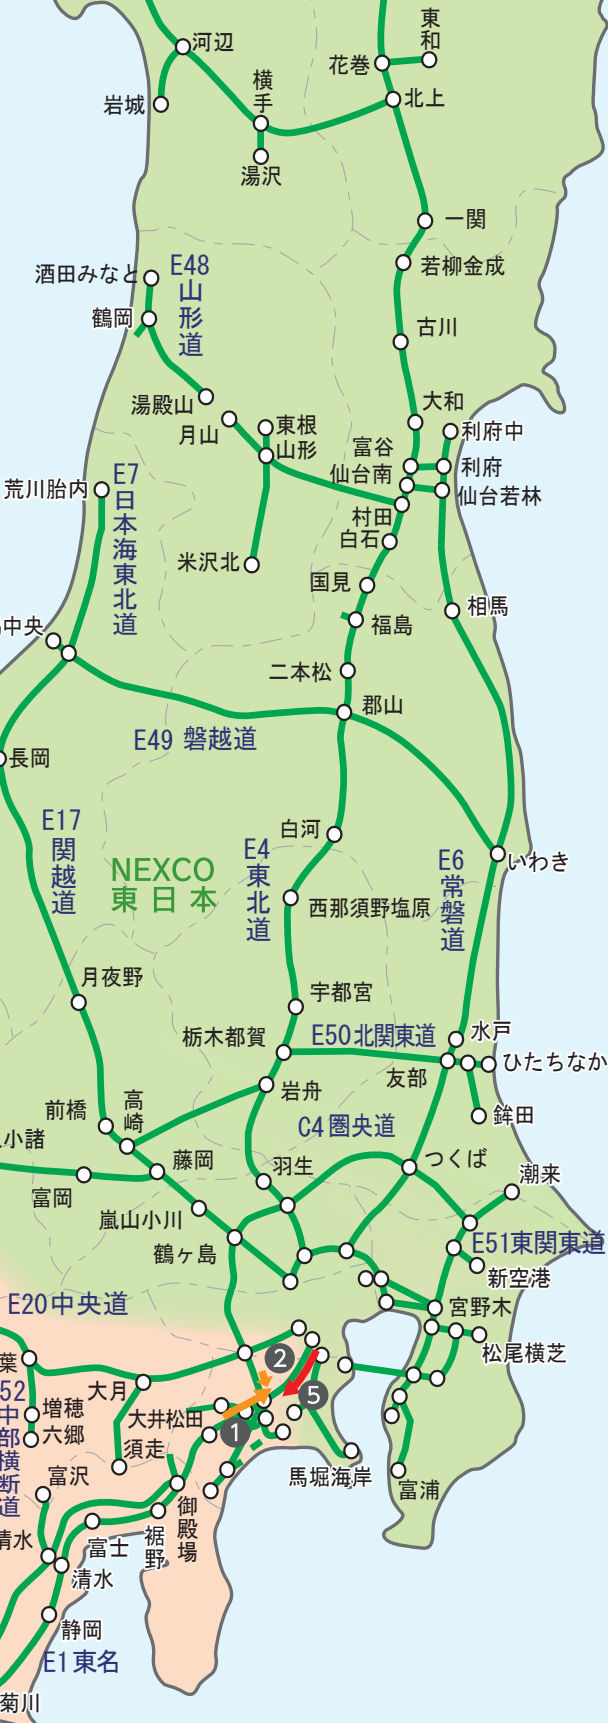 河辺
東和
花巻
横手
岩城
北上
湯沢
一関
酒田みなと
E48
山形道
若柳金成
鶴岡
古川
湯殿山
大和
月山
東根
利府中
山形
富谷
利府
E7
日本海東北道
仙台南
荒川胎内
仙台若林
村田
白石
米沢北
国見
相馬
中央
福島
二本松
郡山
E49 磐越道
長岡
E17
関越道
白河
E4
東北道
E6
常磐道
いわき
NEXCO
東日本
西那須野塩原
月夜野
宇都宮
栃木都賀
E50北関東道
水戸
友部
ひたちなか
岩舟
前橋
高崎
鉾田
小諸
C4圏央道
藤岡
羽生
つくば
富岡
潮来
嵐山小川
鶴ヶ島
E51東関東道
新空港
E20中央道
宮野木
松尾横芝
葉
2
52
中部横断道
増穂
大月
5
大井松田
六郷
1
須走
富沢
馬堀海岸
富浦
御殿場
清水
富士
裾野
清水
静岡
E1東名
菊川